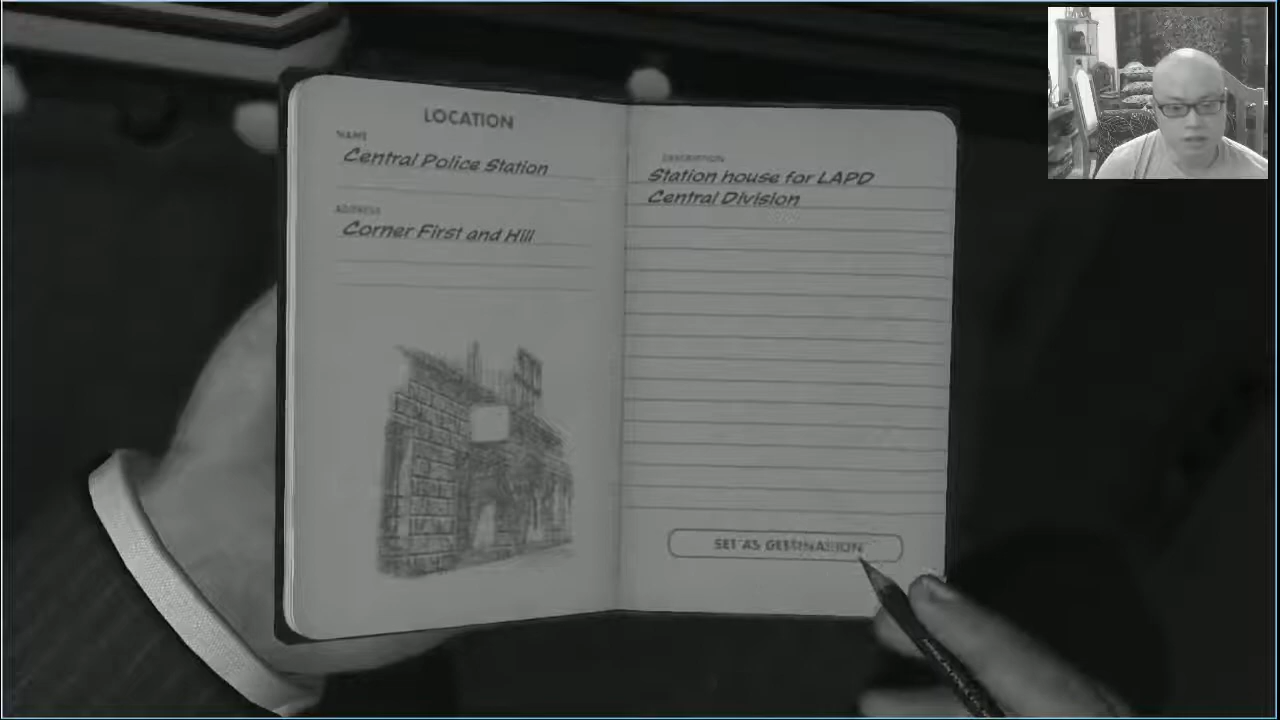 LOCATION
NAME
Central Police Station
ADDRESS
Corner First and Hill
DESCRIPTION
Station house for LAPD
Central Division
SET AS DESTINATION